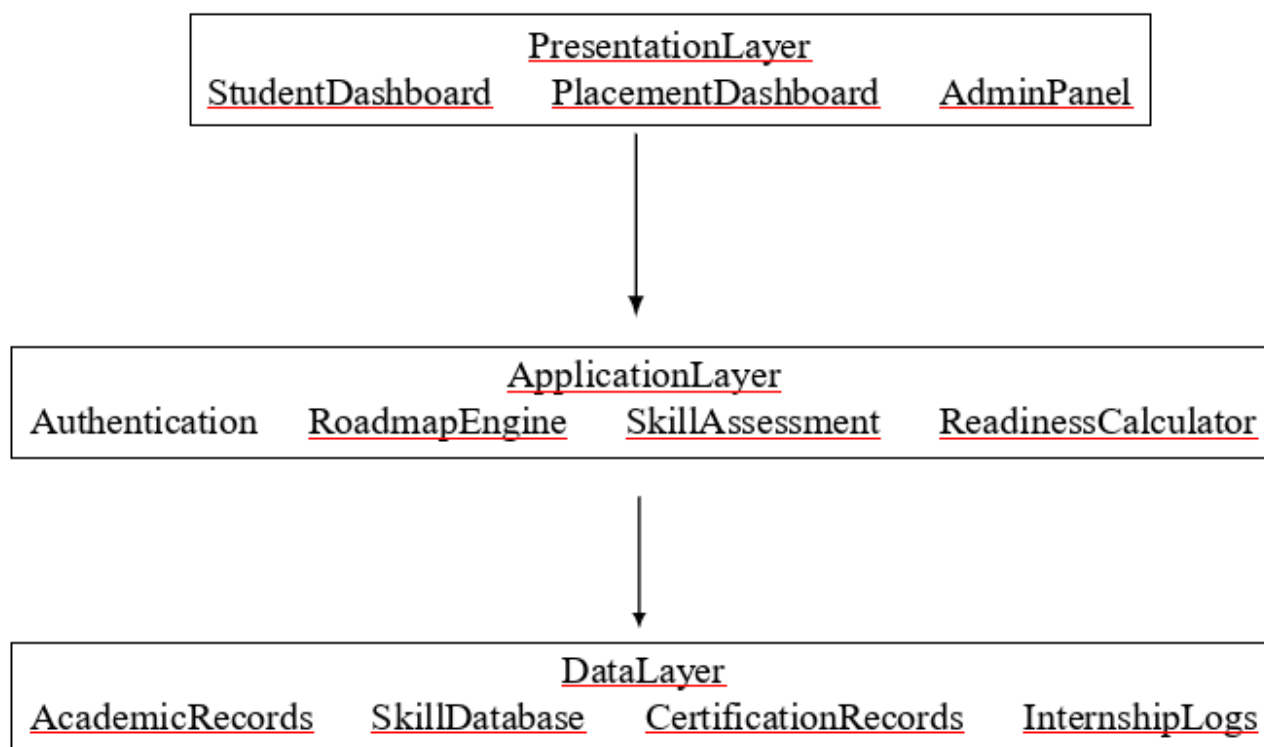 PresentationLayer
StudentDashboard PlacementDashboard AdminPanel
ApplicationLayer
Authentication RoadmapEngine SkillAssessment ReadinessCalculator
DataLayer
AcademicRecords SkillDatabase CertificationRecords InternshipLogs